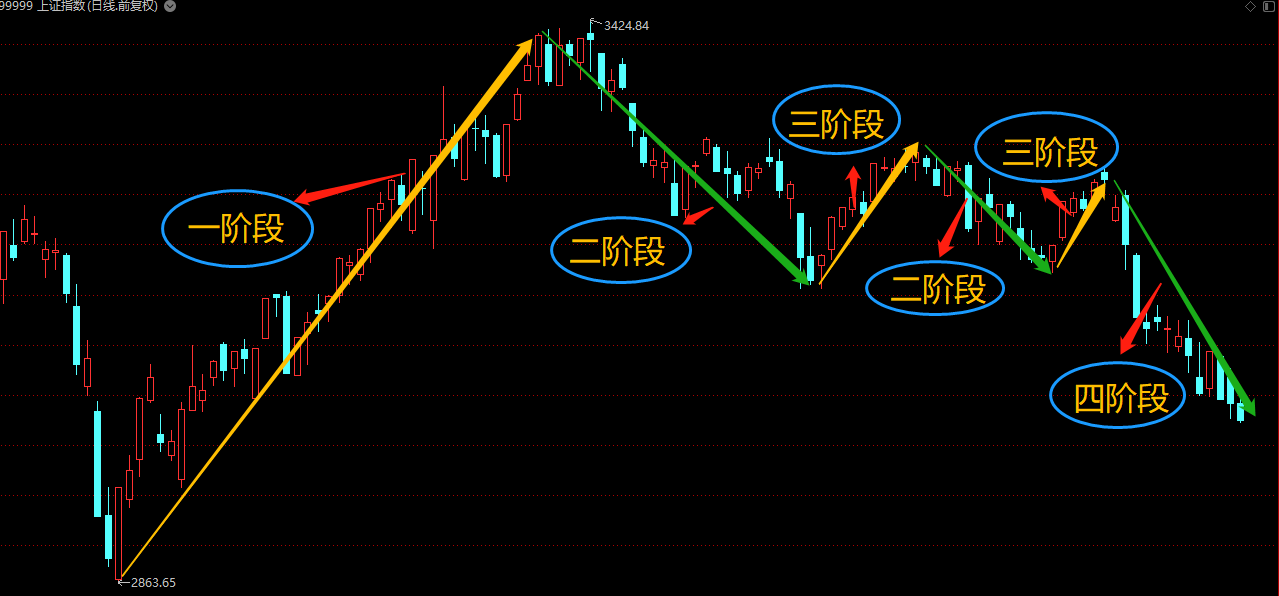 99999 上证指数(日线.前复权)
3424.84
三阶段
三阶段
一阶段
二阶段
二阶段
四阶段
2863.65